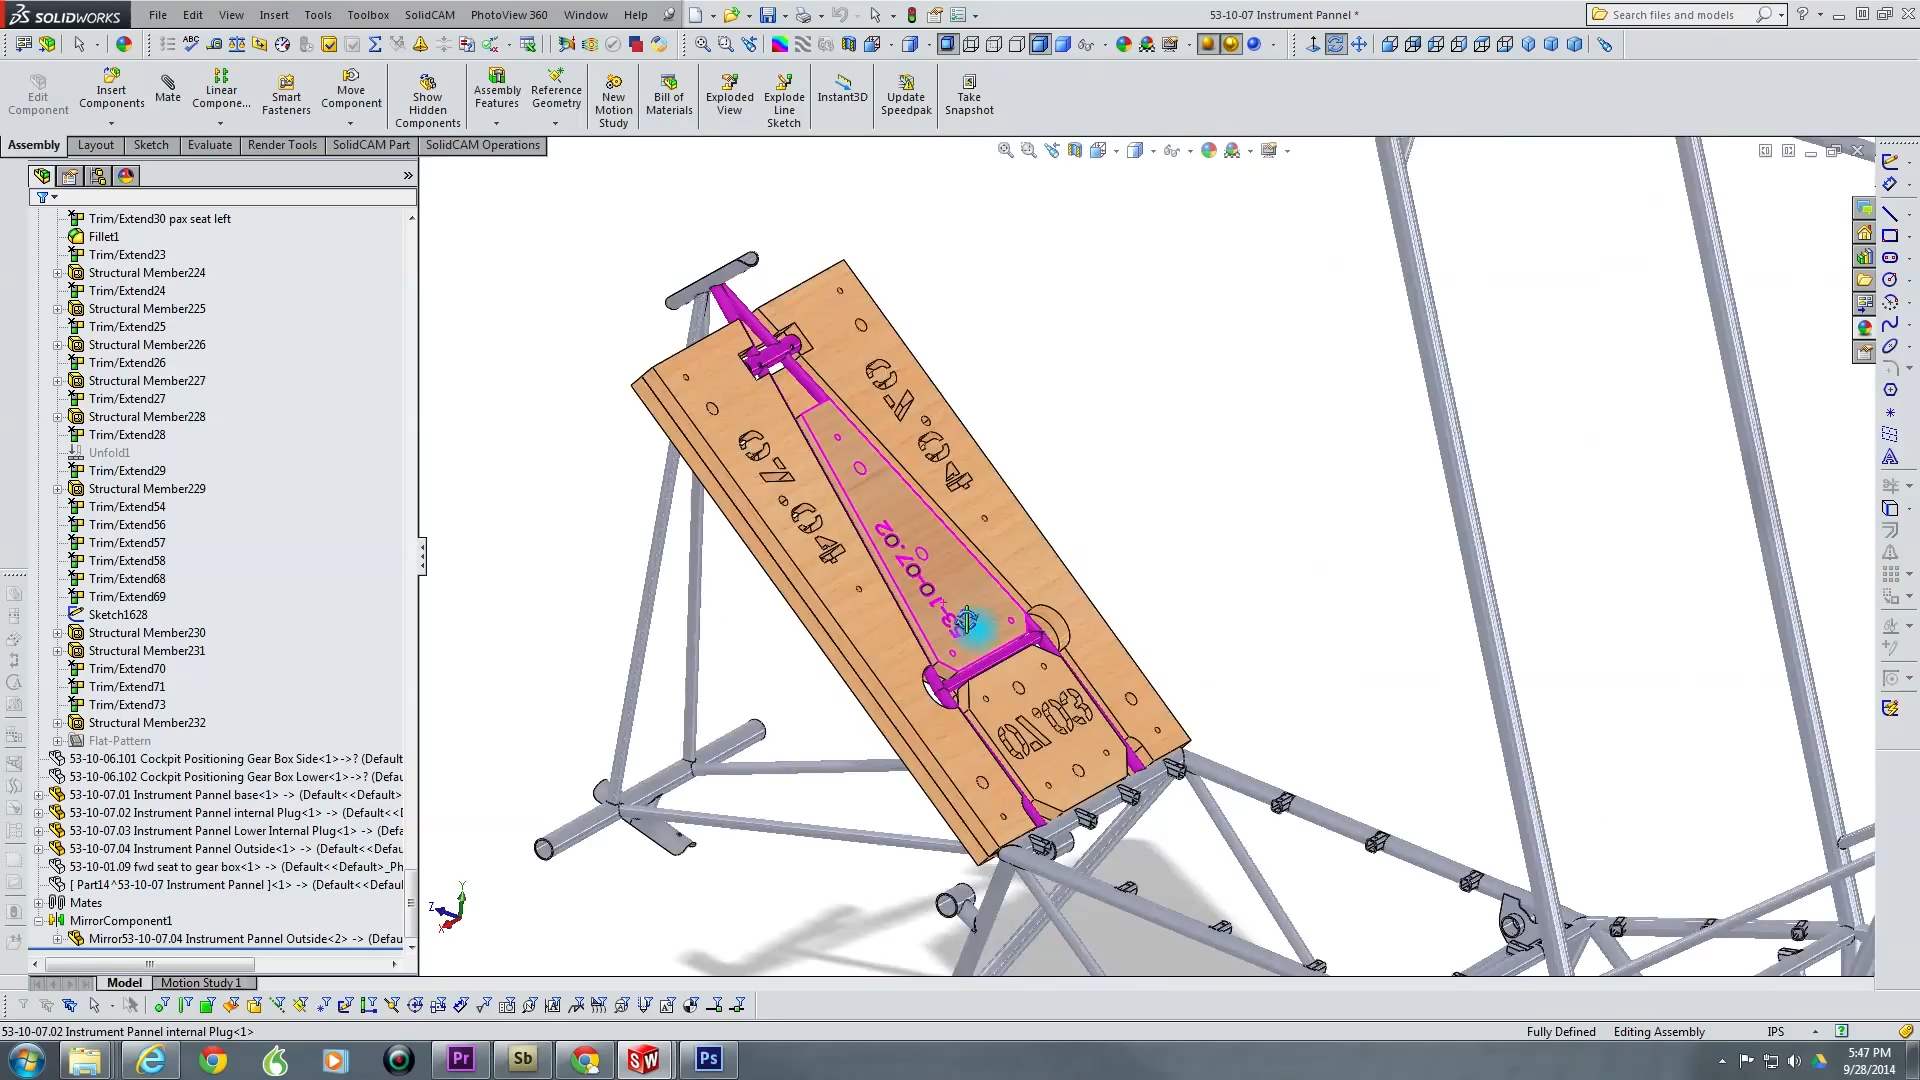 SOLIDWORKS
File Edit View Insert Tools Toolbox SolidCAM PhotoView 360 Window Help
53-10-07 Instrument Pannel *
Search files and models
Edit Component
Insert Components
Mate
Linear Compone...
Smart Fasteners
Move Component
Show Hidden Components
Assembly Features
Reference Geometry
New Motion Study
Bill of Materials
Exploded View
Explode Line Sketch
Instant3D
Update Speedpak
Take Snapshot
Assembly Layout Sketch Evaluate Render Tools SolidCAM Part SolidCAM Operations
Trim/Extend30 pax seat left
Fillet1
Trim/Extend23
Structural Member224
Trim/Extend24
Structural Member225
Trim/Extend25
Structural Member226
Trim/Extend26
Structural Member227
Trim/Extend27
Structural Member228
Trim/Extend28
Unfold1
Trim/Extend29
Structural Member229
Trim/Extend54
Trim/Extend56
Trim/Extend57
Trim/Extend58
Trim/Extend68
Trim/Extend69
Sketch1628
Structural Member230
Structural Member231
Trim/Extend70
Trim/Extend71
Trim/Extend73
Structural Member232
Flat-Pattern
53-10-06.101 Cockpit Positioning Gear Box Side<1>->? (Default
53-10-06.102 Cockpit Positioning Gear Box Lower<1>->? (Defau
53-10-07.01 Instrument Pannel base<1> -> (Default<<Default>
53-10-07.02 Instrument Pannel internal Plug<1> -> (Default<<D
53-10-07.03 Instrument Pannel Lower Internal Plug<1> -> (Defa
53-10-07.04 Instrument Pannel Outside<1> -> (Default<<Defau
53-10-01.09 fwd seat to gear box<1> -> (Default<<Default>_Ph
[ Part14^53-10-07 Instrument Pannel ]<1> -> (Default<<Defau
Mates
MirrorComponent1
Mirror53-10-07.04 Instrument Pannel Outside<2> -> (Defau
07.04
07.04
53-10-07.02
Y
Z
X
Model Motion Study 1
53-10-07.02 Instrument Pannel internal Plug<1>
Fully Defined Editing Assembly IPS
Pr
Sb
SW
Ps
5:47 PM
9/28/2014